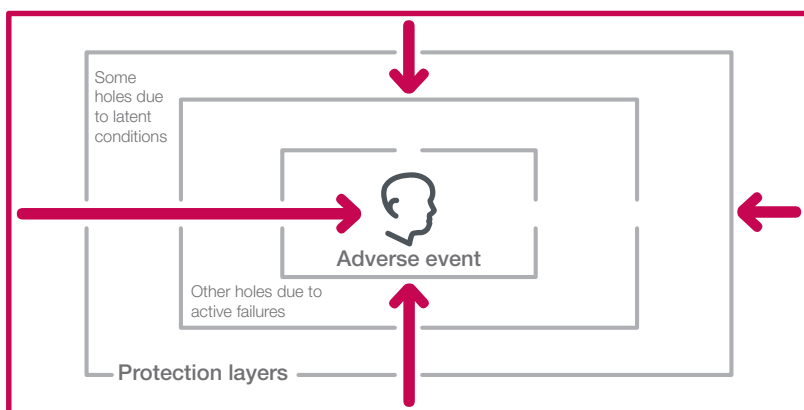 Some
holes due
to latent
conditions
Adverse event
Other holes due to
active failures
Protection layers